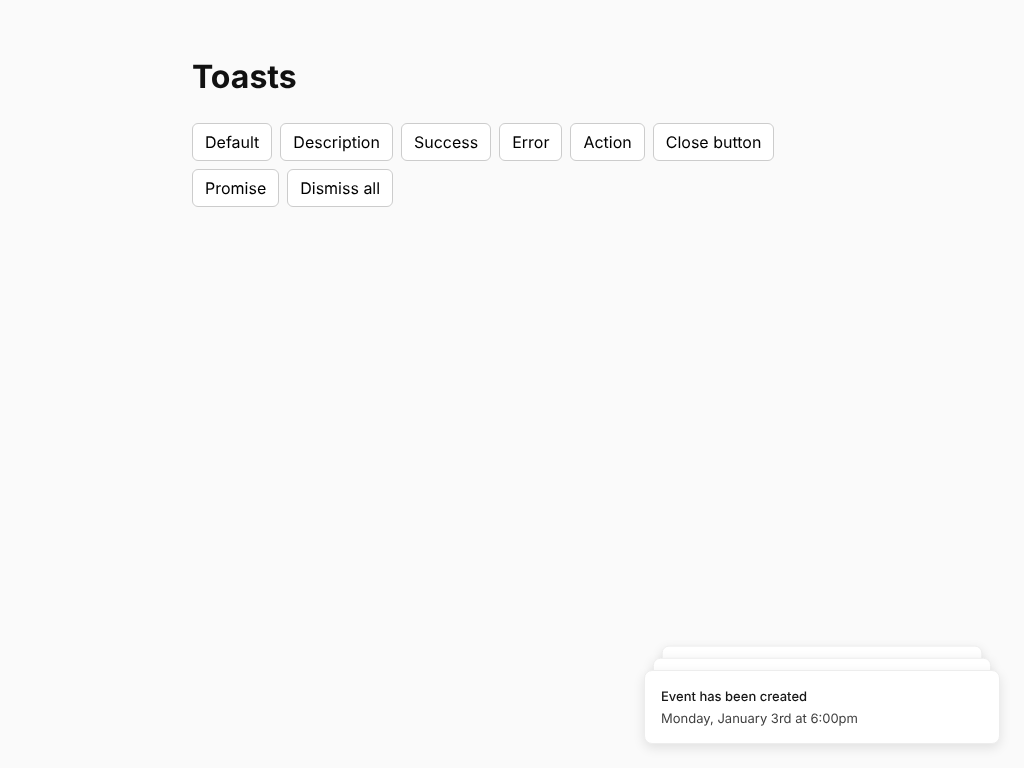 Toasts
Default Description Success Error Action Close button
Promise Dismiss all
Event has been created
Monday, January 3rd at 6:00pm